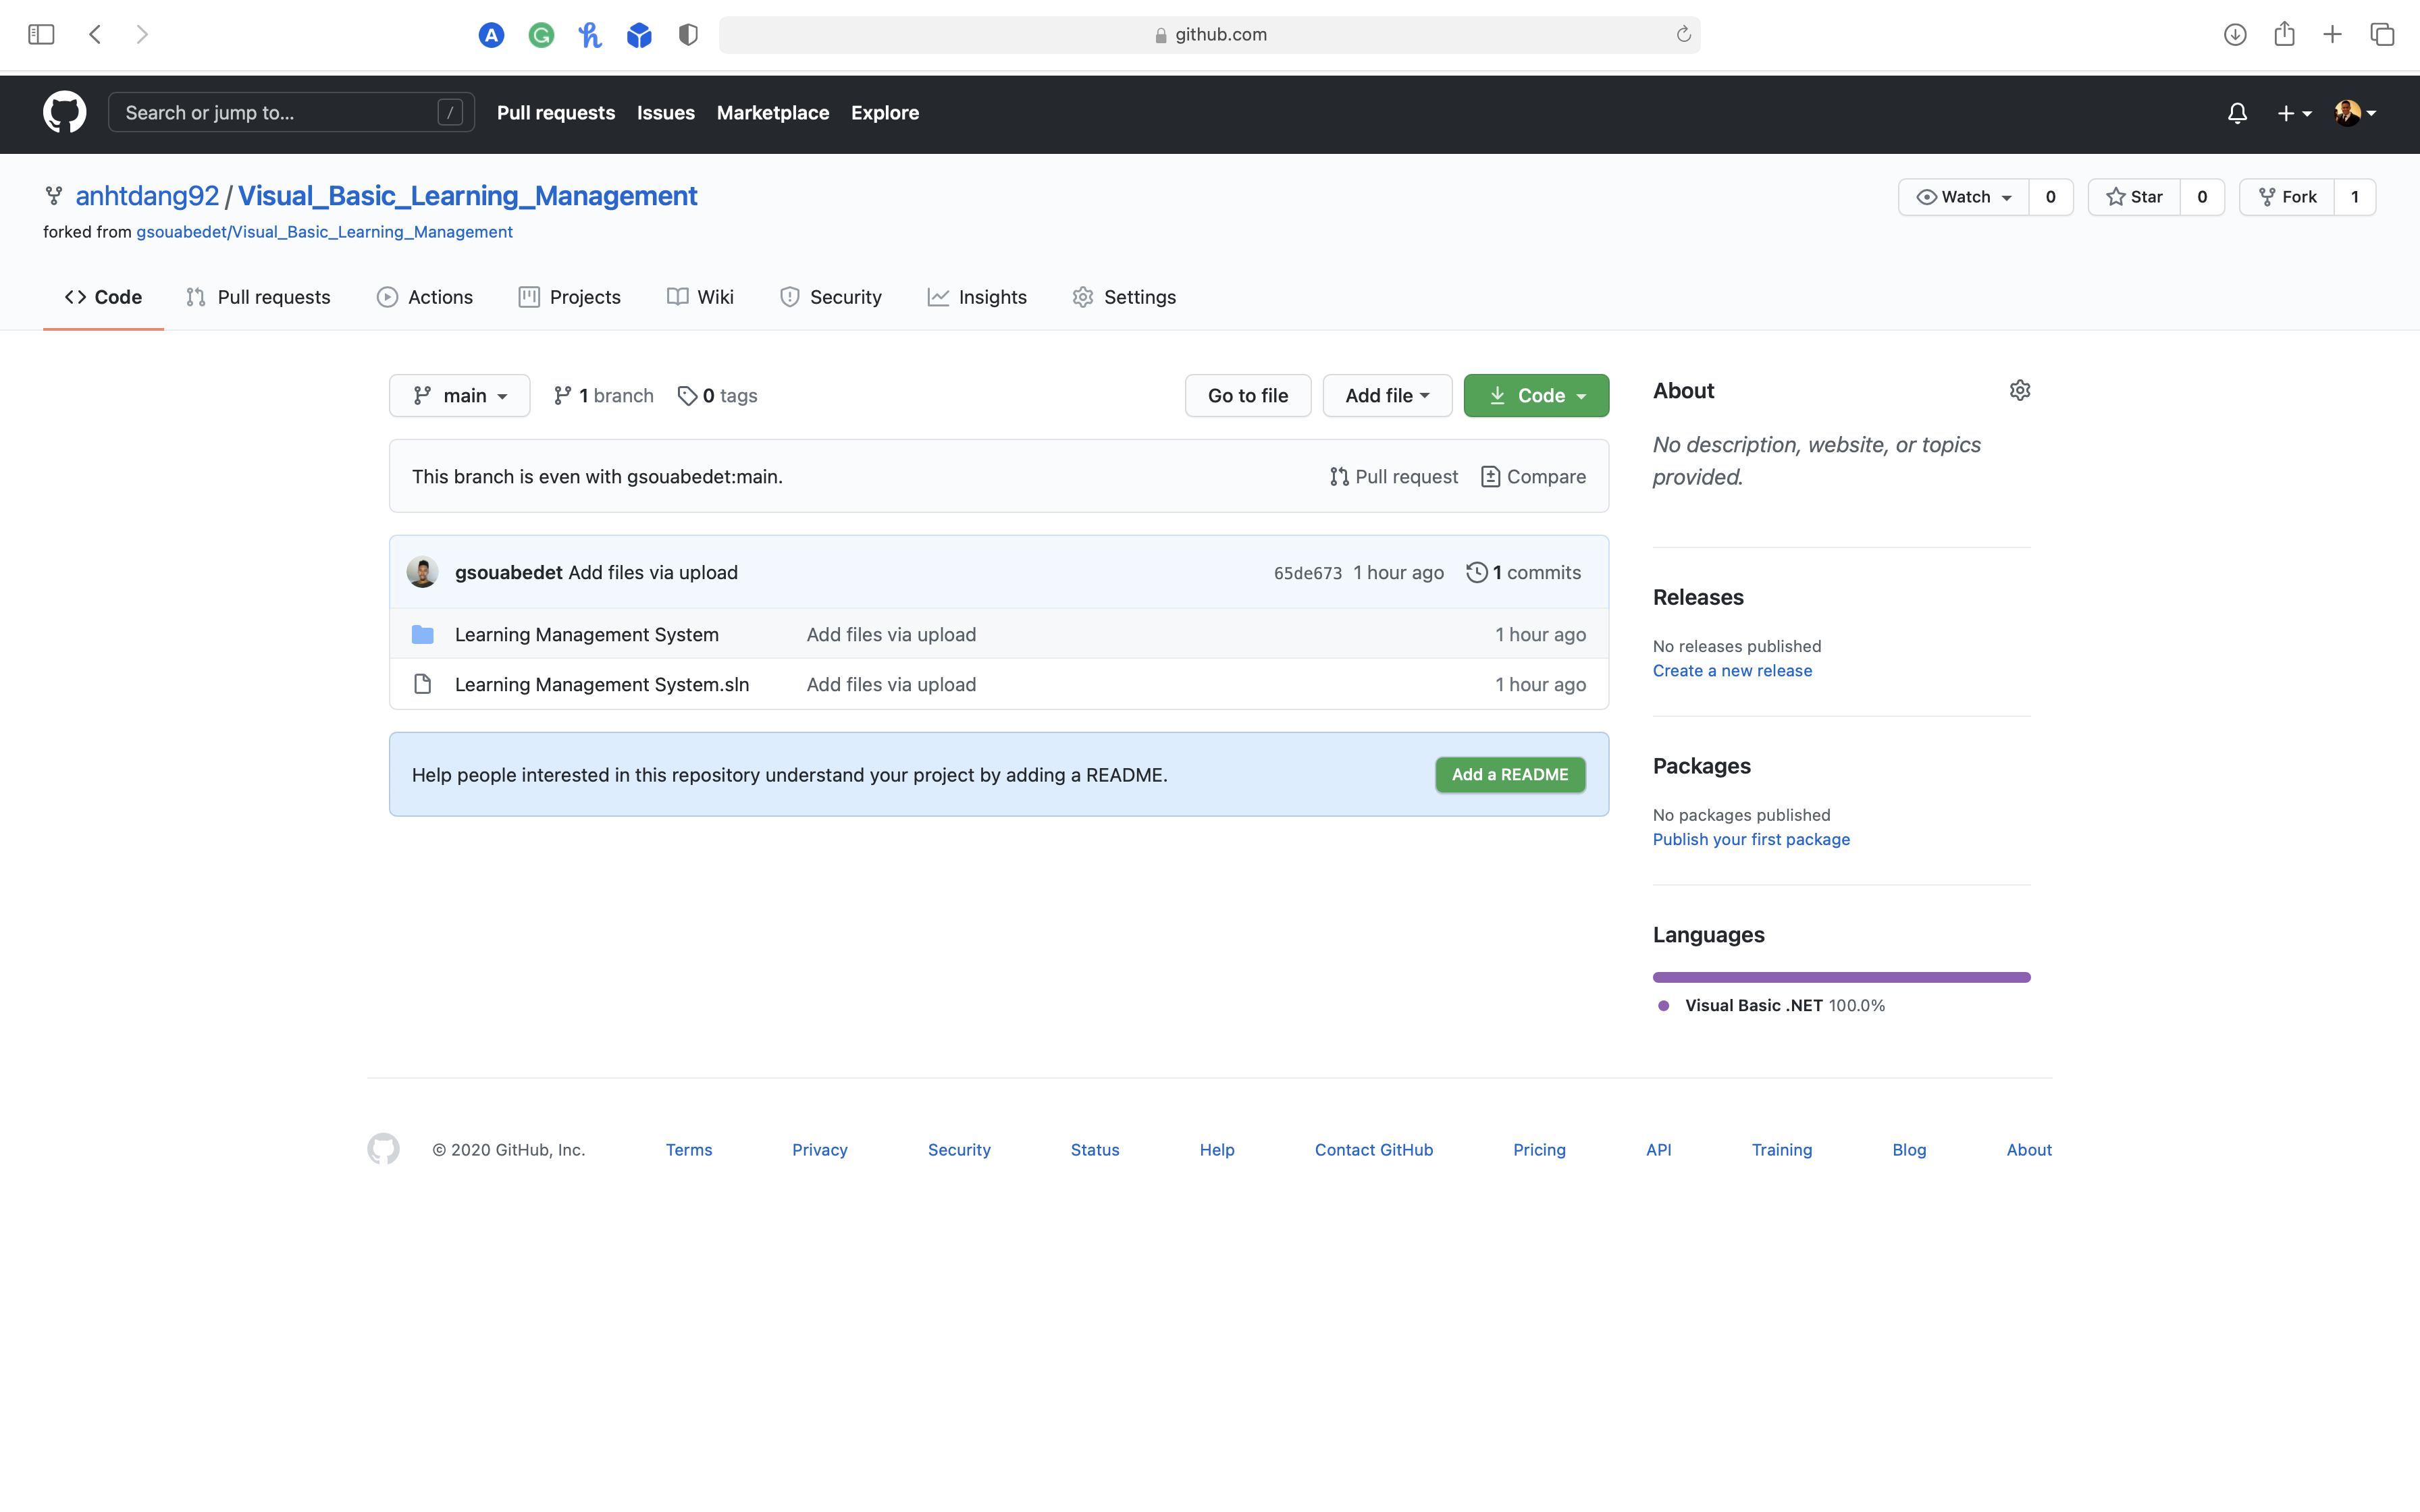 github.com
Search or jump to... /
Pull requests Issues Marketplace Explore
anhtdang92 / Visual_Basic_Learning_Management
Watch 0 Star 0 Fork 1
forked from gsouabedet/Visual_Basic_Learning_Management
Code Pull requests Actions Projects Wiki Security Insights Settings
main 1 branch 0 tags Go to file Add file Code
This branch is even with gsouabedet:main. Pull request Compare
gsouabedet Add files via upload 65de673 1 hour ago 1 commits
Learning Management System Add files via upload 1 hour ago
Learning Management System.sln Add files via upload 1 hour ago
Help people interested in this repository understand your project by adding a README. Add a README
About
No description, website, or topics
provided.
Releases
No releases published
Create a new release
Packages
No packages published
Publish your first package
Languages
Visual Basic .NET 100.0%
© 2020 GitHub, Inc. Terms Privacy Security Status Help Contact GitHub Pricing API Training Blog About